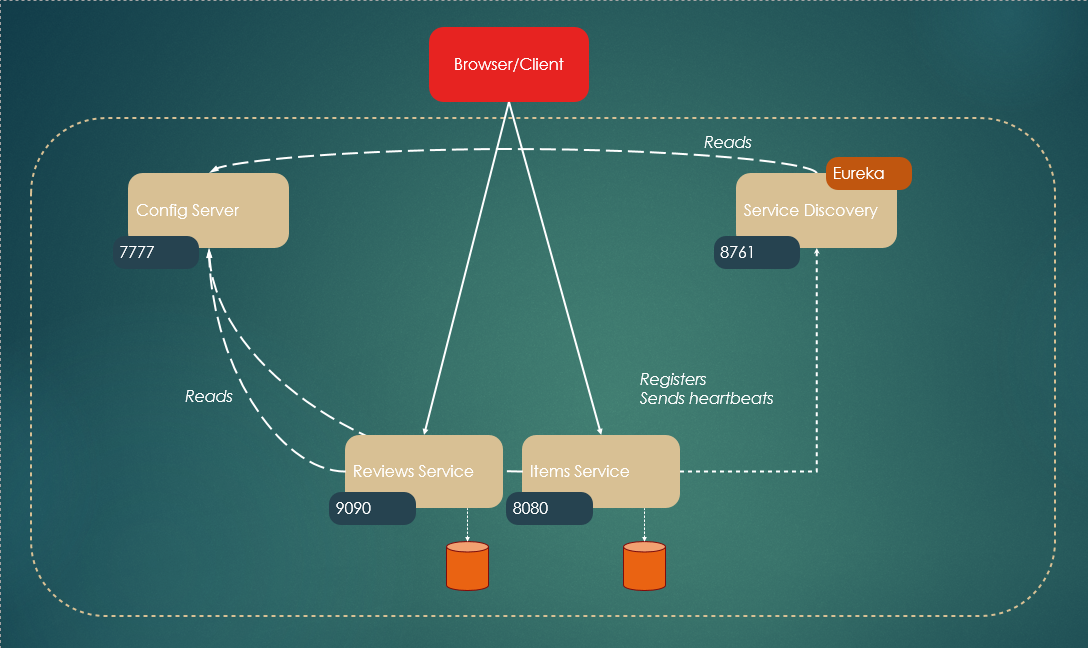 Browser/Client
Reads
Eureka
Config Server
Service Discovery
7777
8761
Registers
Sends heartbeats
Reads
Reviews Service
Items Service
9090
8080